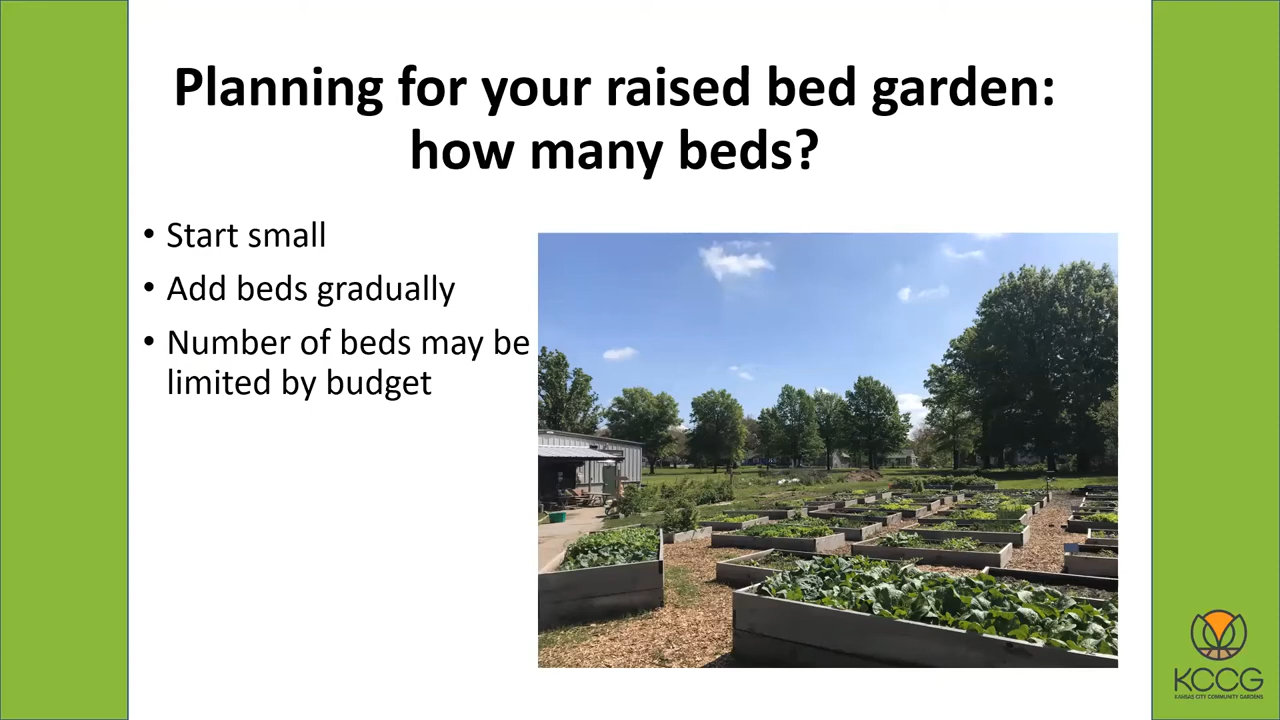 Planning for your raised bed garden:
how many beds?
• Start small
• Add beds gradually
• Number of beds may be
limited by budget
KCCG
KANSAS CITY COMMUNITY GARDENS